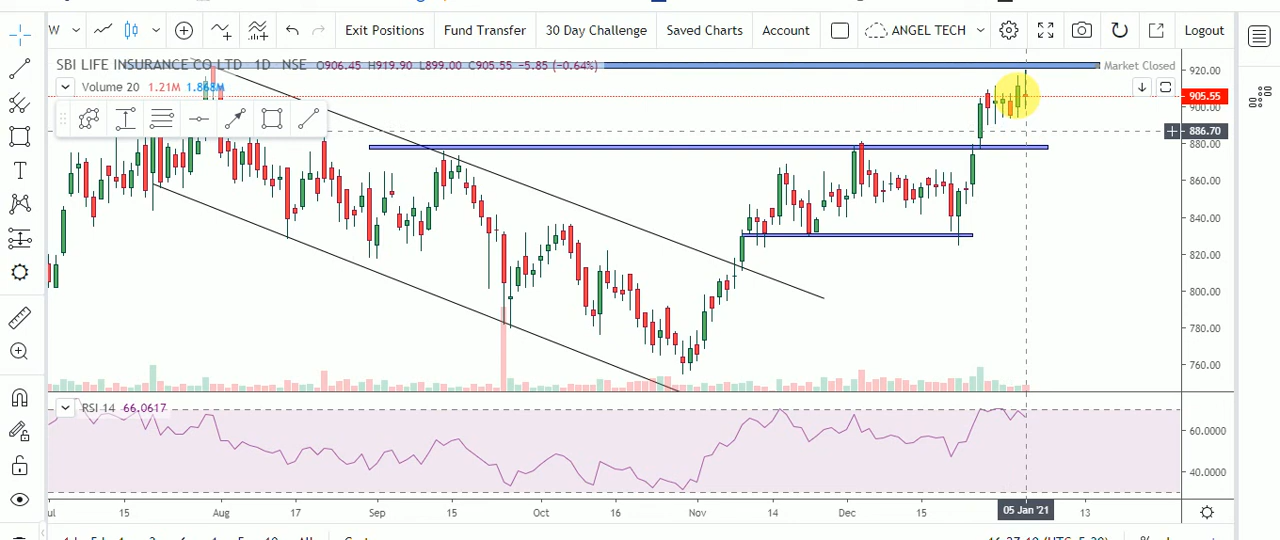 W Exit Positions Fund Transfer 30 Day Challenge Saved Charts Account ANGEL TECH Logout
SBI LIFE INSURANCE CO LTD 1D NSE O906.45 H919.90 L899.00 C905.55 -5.85 (-0.64%)
Market Closed
920.00
Volume 20 1.21M 1.868M
905.55
900.00
886.70
880.00
860.00
840.00
820.00
800.00
780.00
760.00
RSI 14 66.0617
60.0000
40.0000
ul 15 Aug 17 Sep 15 Oct 16 Nov 14 Dec 15 05 Jan '21 13